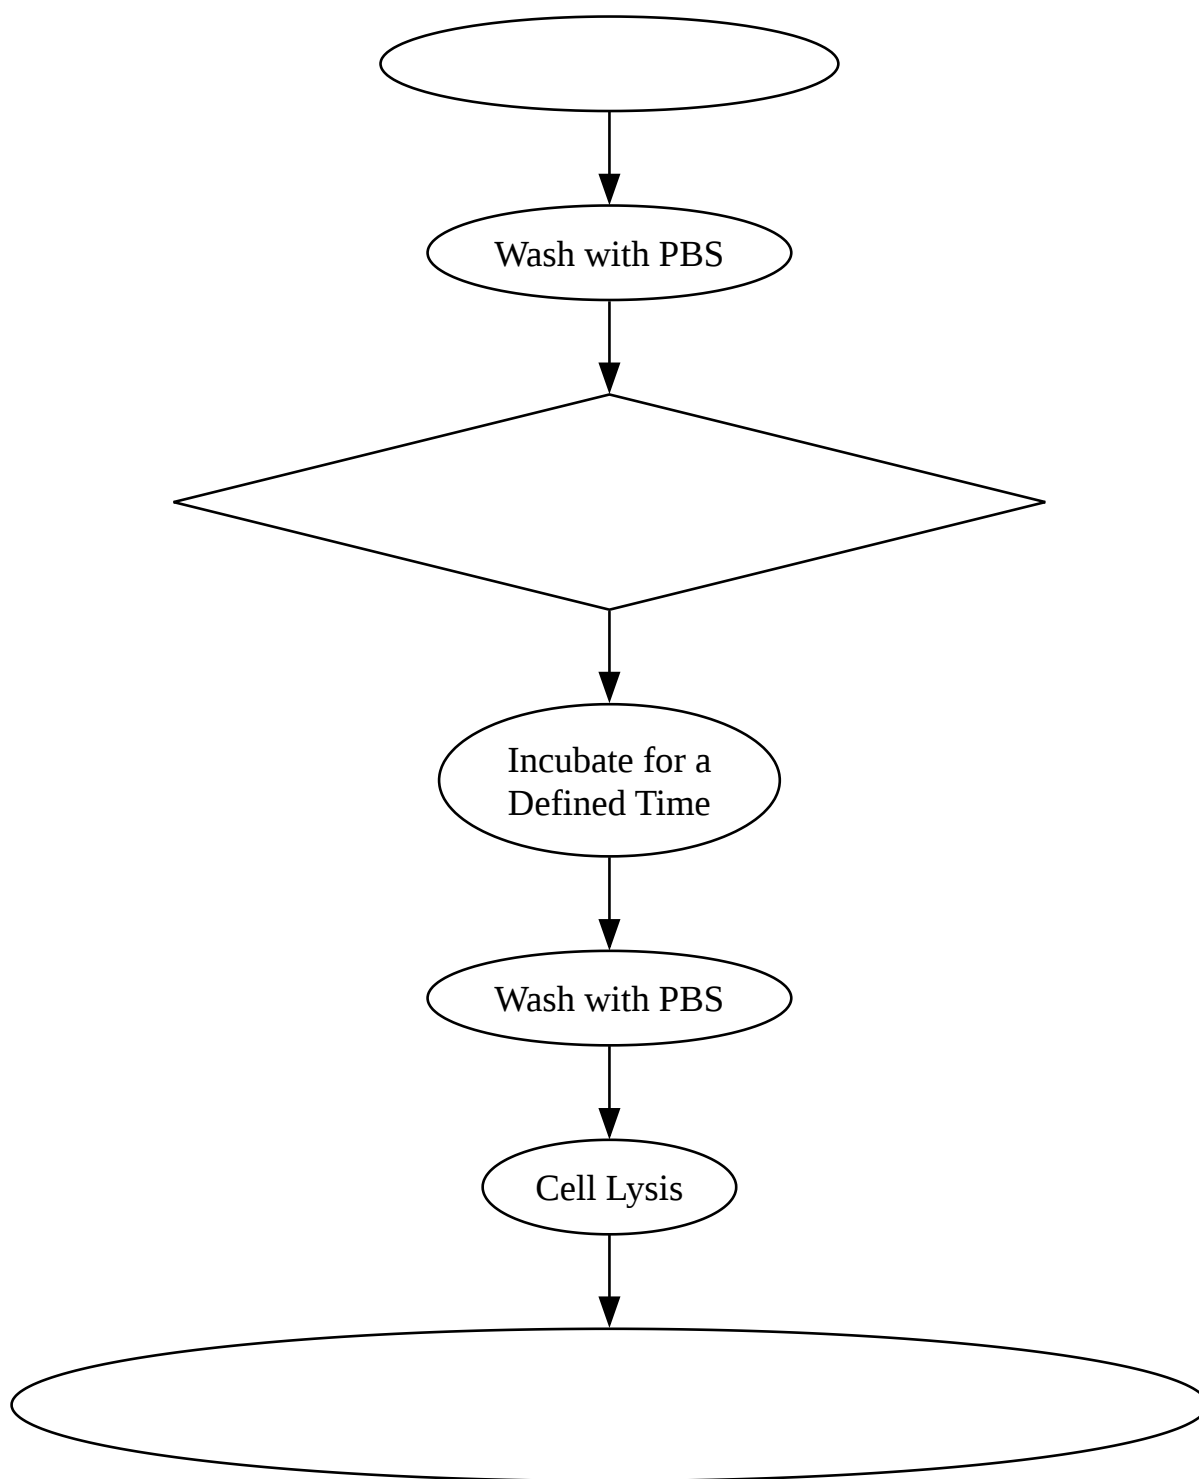 Wash with PBS
Incubate for a
Defined Time
Wash with PBS
Cell Lysis